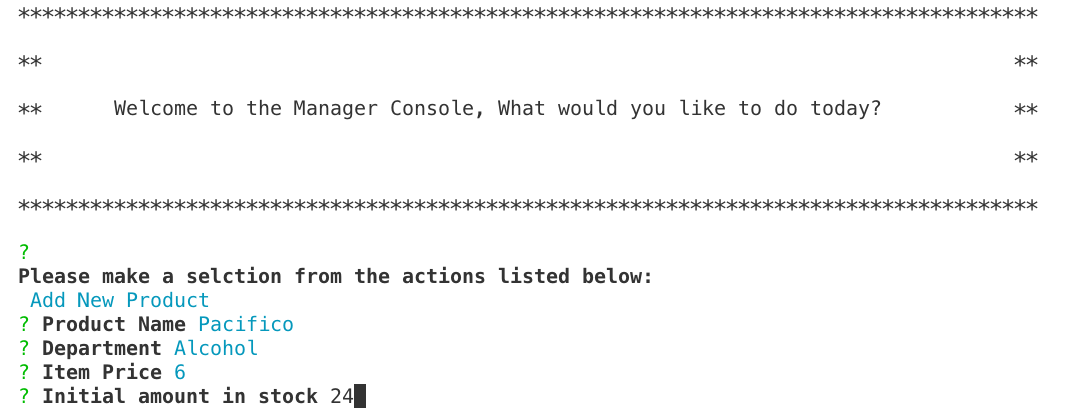 *************************************************************************************
** **
** Welcome to the Manager Console, What would you like to do today? **
** **
*************************************************************************************
?
Please make a selction from the actions listed below:
Add New Product
? Product Name Pacifico
? Department Alcohol
? Item Price 6
? Initial amount in stock 24